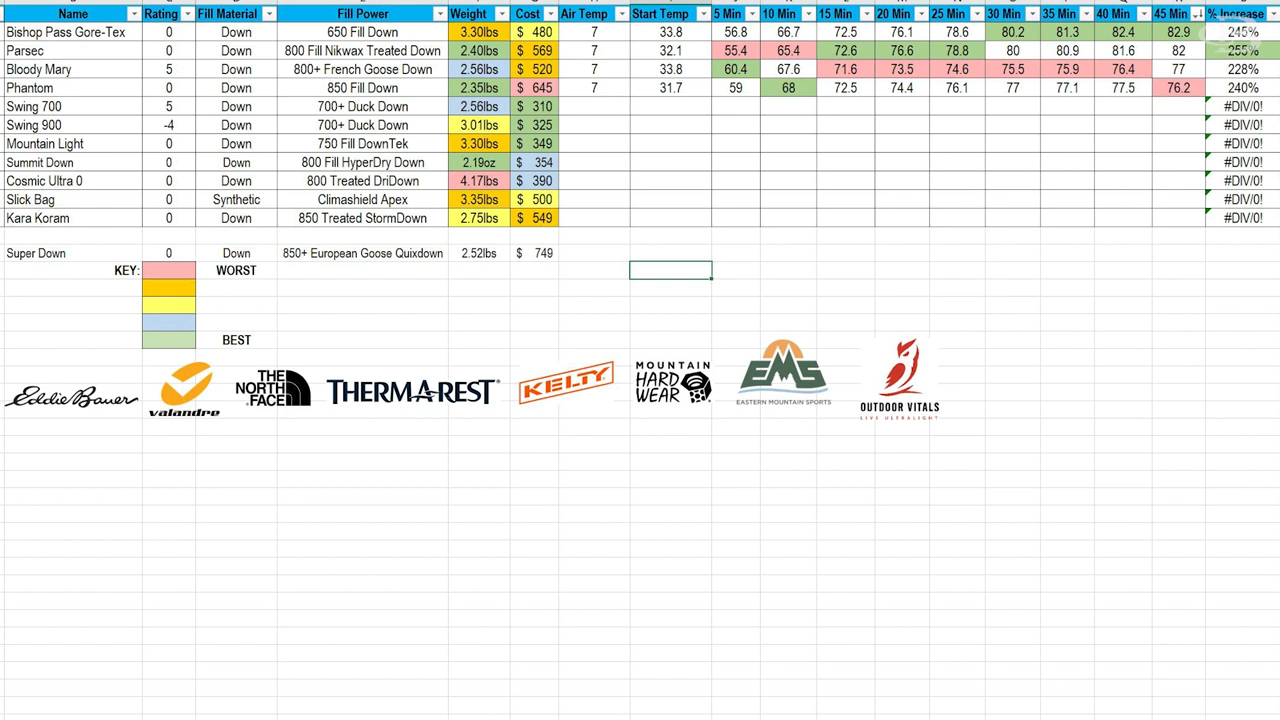 Name Rating Fill Material Fill Power Weight Cost Air Temp Start Temp 5 Min 10 Min 15 Min 20 Min 25 Min 30 Min 35 Min 40 Min 45 Min % Increase
Bishop Pass Gore-Tex 0 Down 650 Fill Down 3.30lbs $ 480 7 33.8 56.8 66.7 72.5 76.1 78.6 80.2 81.3 82.4 82.9 245%
Parsec 0 Down 800 Fill Nikwax Treated Down 2.40lbs $ 569 7 32.1 55.4 65.4 72.6 76.6 78.8 80 80.9 81.6 82 255%
Bloody Mary 5 Down 800+ French Goose Down 2.56lbs $ 520 7 33.8 60.4 67.6 71.6 73.5 74.6 75.5 75.9 76.4 77 228%
Phantom 0 Down 850 Fill Down 2.35lbs $ 645 7 31.7 59 68 72.5 74.4 76.1 77 77.1 77.5 76.2 240%
Swing 700 5 Down 700+ Duck Down 2.56lbs $ 310 #DIV/0!
Swing 900 -4 Down 700+ Duck Down 3.01lbs $ 325 #DIV/0!
Mountain Light 0 Down 750 Fill DownTek 3.30lbs $ 349 #DIV/0!
Summit Down 0 Down 800 Fill HyperDry Down 2.19oz $ 354 #DIV/0!
Cosmic Ultra 0 0 Down 800 Treated DriDown 4.17lbs $ 390 #DIV/0!
Slick Bag 0 Synthetic Climashield Apex 3.35lbs $ 500 #DIV/0!
Kara Koram 0 Down 850 Treated StormDown 2.75lbs $ 549 #DIV/0!
Super Down 0 Down 850+ European Goose Quixdown 2.52lbs $ 749
KEY: WORST
BEST
Eddie Bauer
valandre
THE
NORTH
FACE
THERMAREST
KELTY
MOUNTAIN
HARD
WEAR
EMS
EASTERN MOUNTAIN SPORTS
OUTDOOR VITALS
LIVE ULTRALIGHT